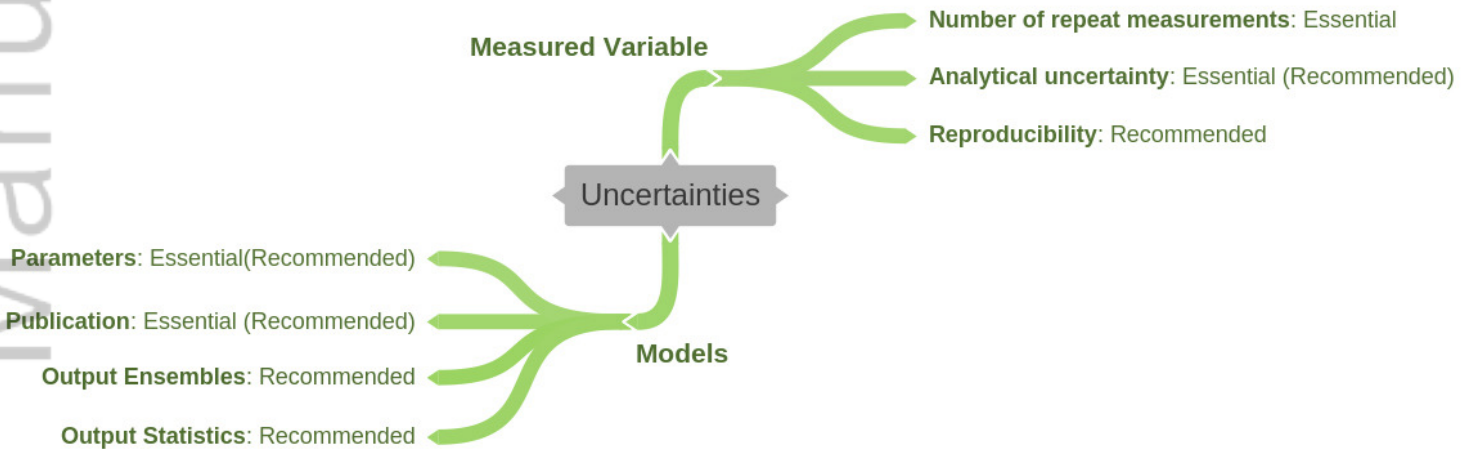 Number of repeat measurements: Essential
Measured Variable
Analytical uncertainty: Essential (Recommended)
Reproducibility: Recommended
Uncertainties
Parameters: Essential(Recommended)
Publication: Essential (Recommended)
Models
Output Ensembles: Recommended
Output Statistics: Recommended